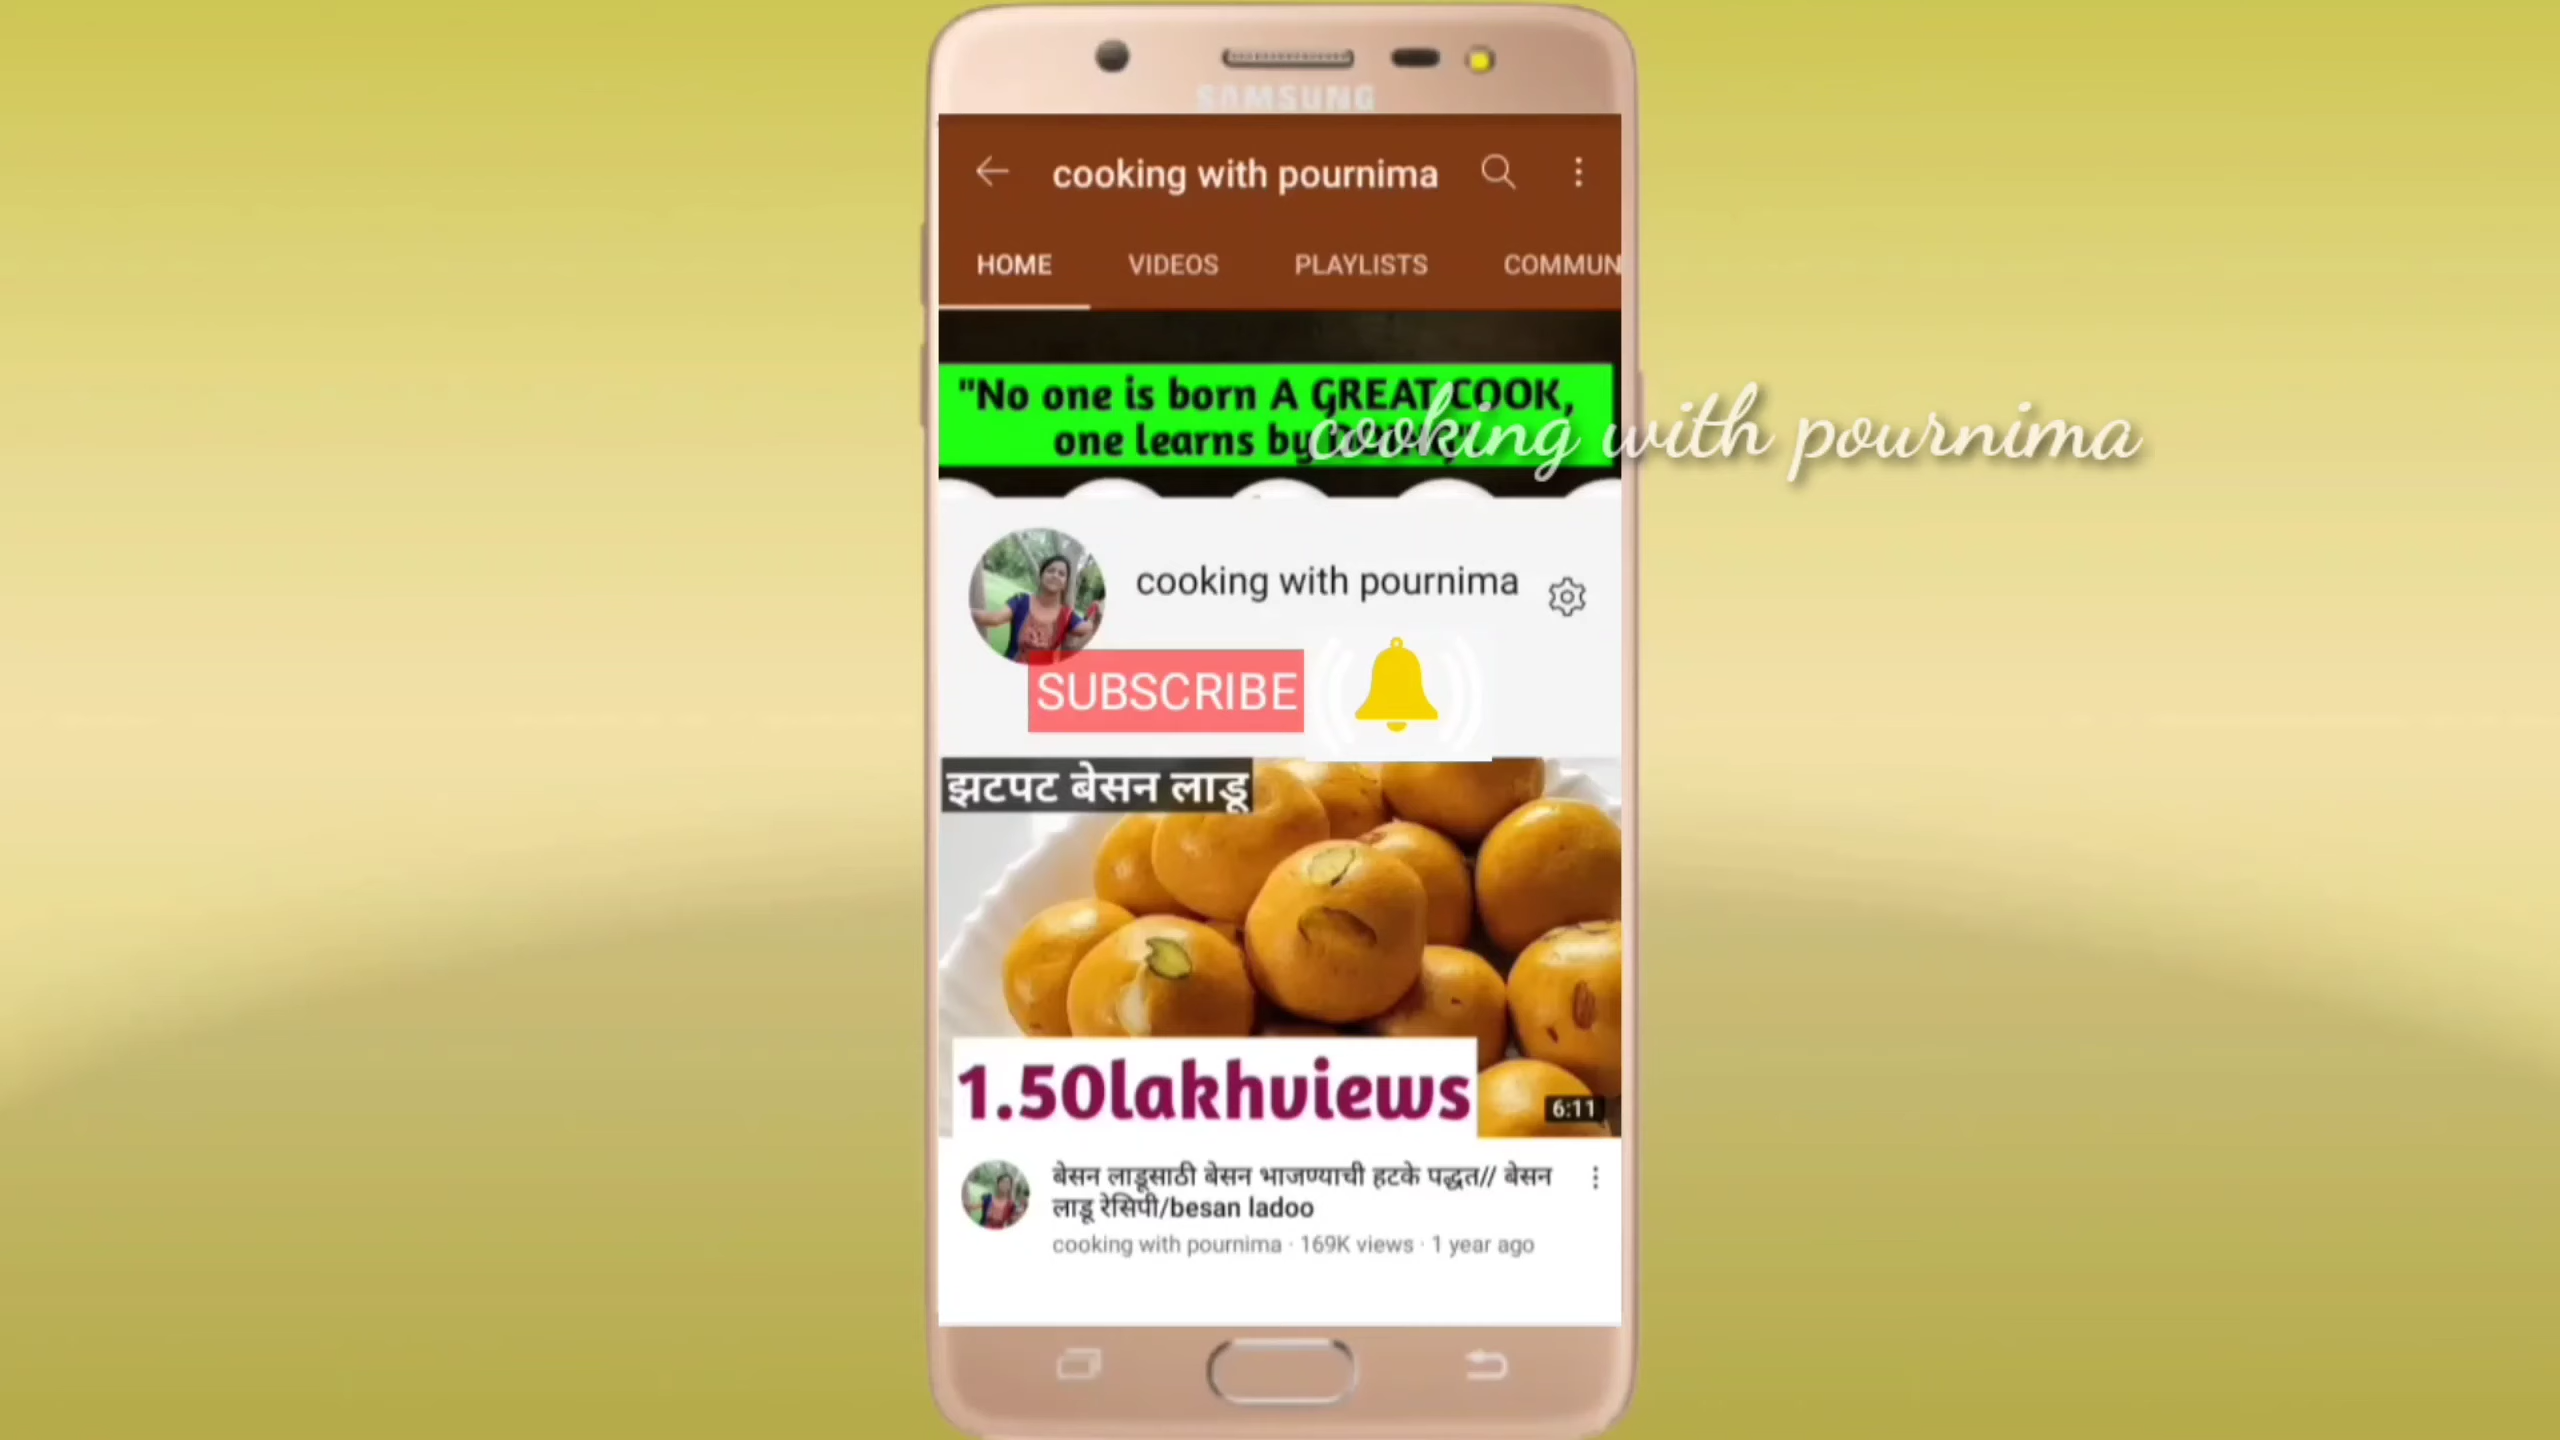 SAMSUNG
cooking with pournima
HOME VIDEOS PLAYLISTS COMMUN
"No one is born A GREAT COOK,
one learns by
cooking with pournima
cooking with pournima
SUBSCRIBE
झटपट बेसन लाडू
1.50lakhviews
6:11
बेसन लाडूसाठी बेसन भाजण्याची हटके पद्धत// बेसन
लाडू रेसिपी/besan ladoo
cooking with pournima · 169K views · 1 year ago